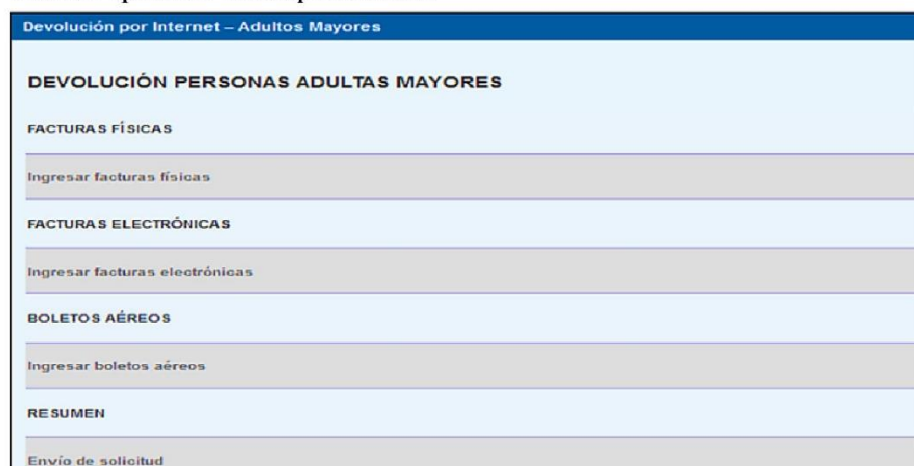 Devolución por Internet – Adultos Mayores
DEVOLUCIÓN PERSONAS ADULTAS MAYORES
FACTURAS FÍSICAS
Ingresar facturas físicas
FACTURAS ELECTRÓNICAS
Ingresar facturas electrónicas
BOLETOS AÉREOS
Ingresar boletos aéreos
RESUMEN
Envío de solicitud